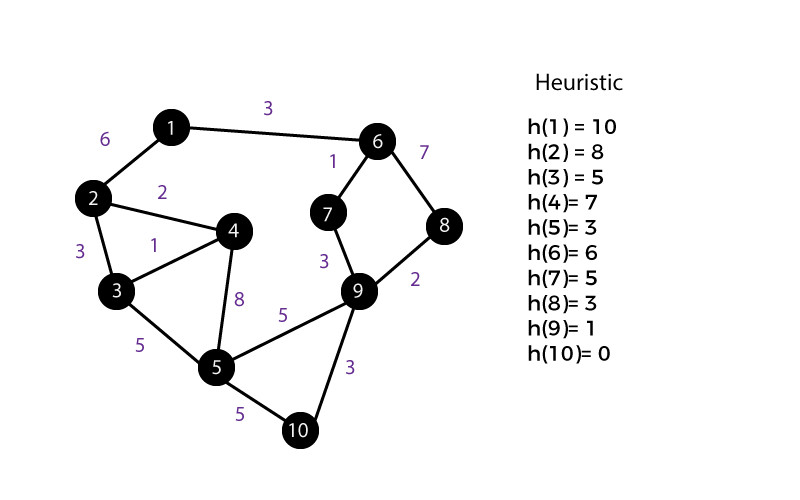 Heuristic
3
1
h(1) = 10
6
6
7
h(2) = 8
1
h(3) = 5
2
2
h(4)= 7
7
8
4
h(5)= 3
3
1
h(6)= 6
3
h(7)= 5
3
9
2
8
h(8)= 3
5
h(9)= 1
5
h(10)= 0
5
3
5
10